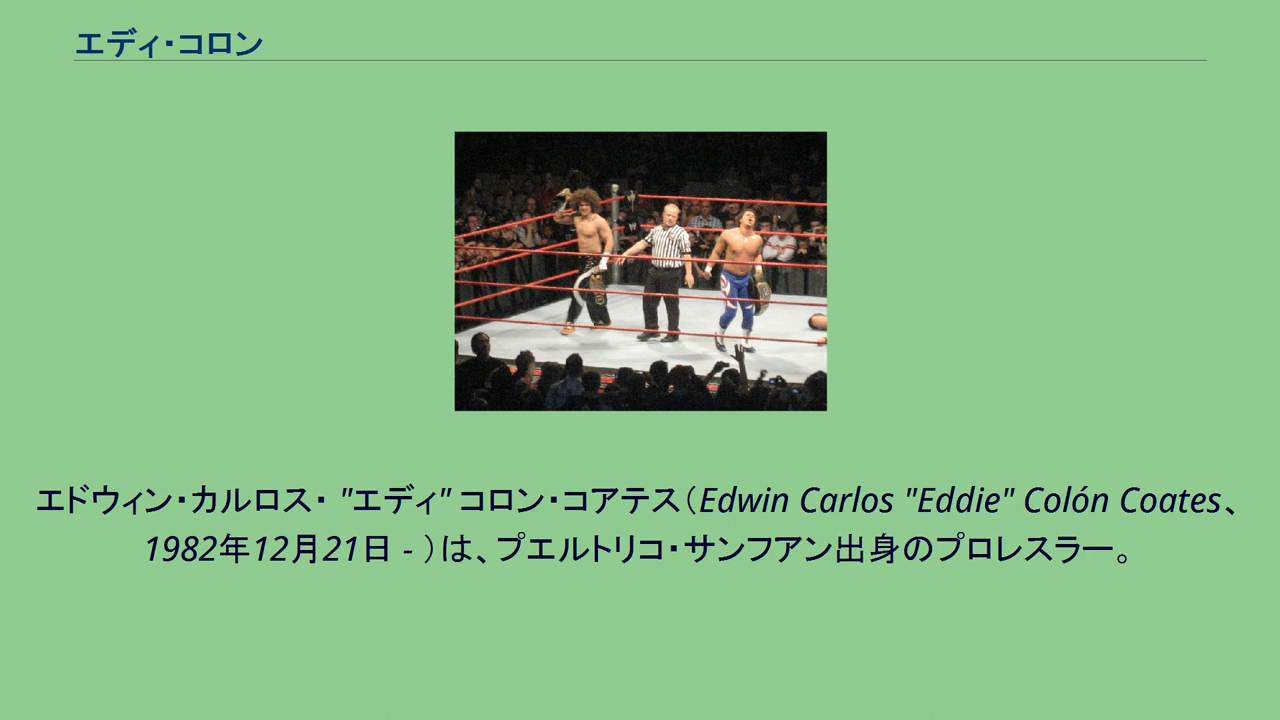 エディ・コロン
エドウィン・カルロス・ "エディ" コロン・コアテス（Edwin Carlos "Eddie" Colón Coates、
1982年12月21日 - ）は、プエルトリコ・サンフアン出身のプロレスラー。